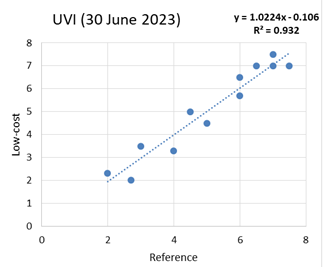 UVI (30 June 2023)
y = 1.0224x - 0.106
R² = 0.932
8
7
6
5
4
3
2
1
0
Low-cost
0 2 4 6 8
Reference